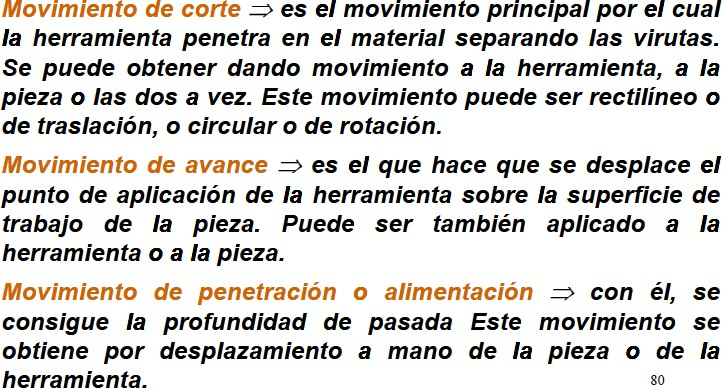 Movimiento de corte ⇒ es el movimiento principal por el cual
la herramienta penetra en el material separando las virutas.
Se puede obtener dando movimiento a la herramienta, a la
pieza o las dos a vez. Este movimiento puede ser rectilíneo o
de traslación, o circular o de rotación.
Movimiento de avance ⇒ es el que hace que se desplace el
punto de aplicación de la herramienta sobre la superficie de
trabajo de la pieza. Puede ser también aplicado a la
herramienta o a la pieza.
Movimiento de penetración o alimentación ⇒ con él, se
consigue la profundidad de pasada Este movimiento se
obtiene por desplazamiento a mano de la pieza o de la
herramienta.
80